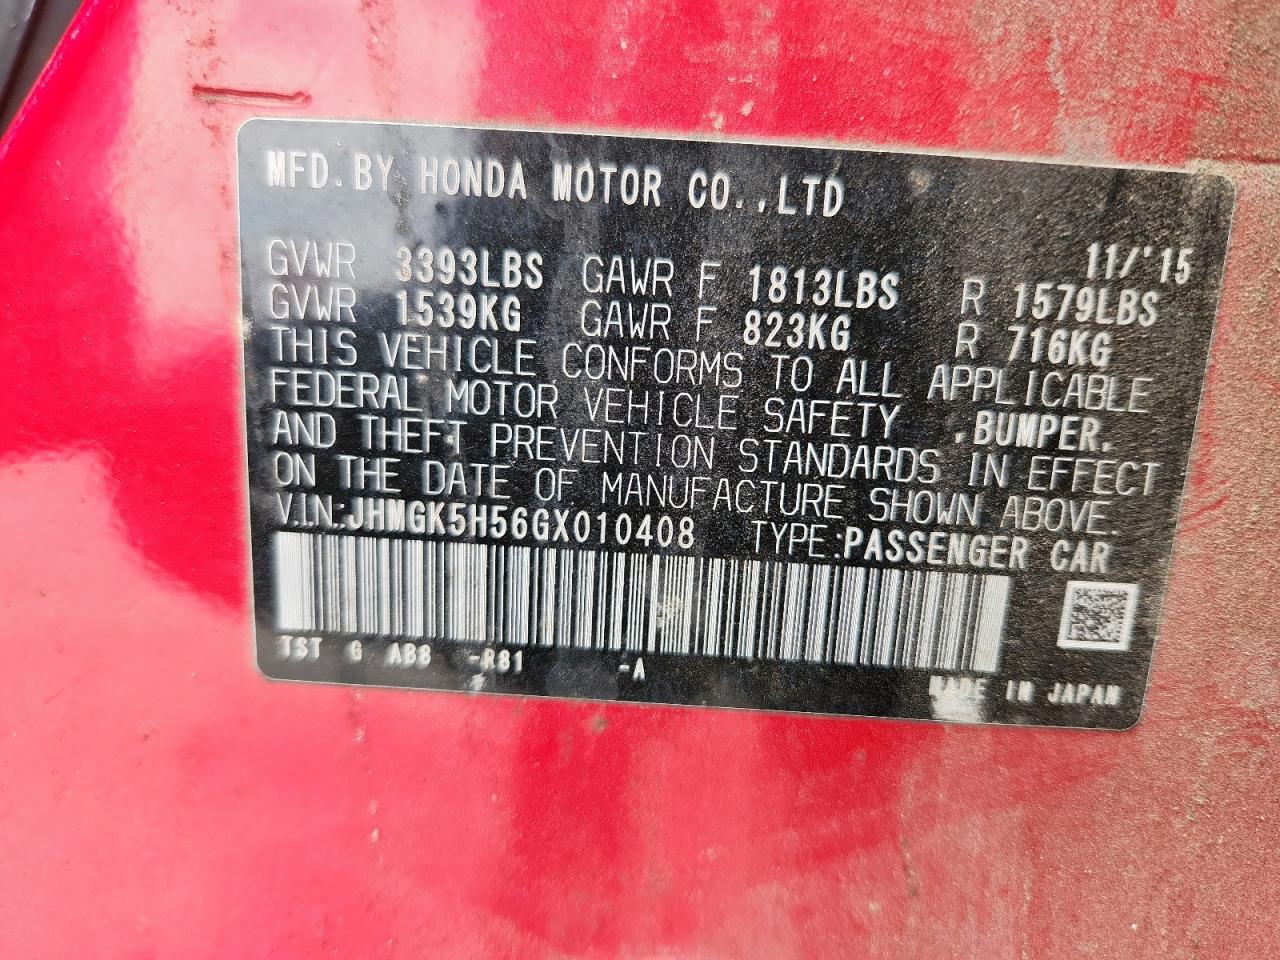 MFD. BY HONDA MOTOR CO.,LTD
11/'15
GVWR 3393LBS GAWR F 1813LBS R 1579LBS
GVWR 1539KG GAWR F 823KG R 716KG
THIS VEHICLE CONFORMS TO ALL APPLICABLE
FEDERAL MOTOR VEHICLE SAFETY ,BUMPER,
AND THEFT PREVENTION STANDARDS IN EFFECT
ON THE DATE OF MANUFACTURE SHOWN ABOVE.
V.I.N.:JHMGK5H56GX010408 TYPE:PASSENGER CAR
TST G AB8 -R81 -A
MADE IN JAPAN